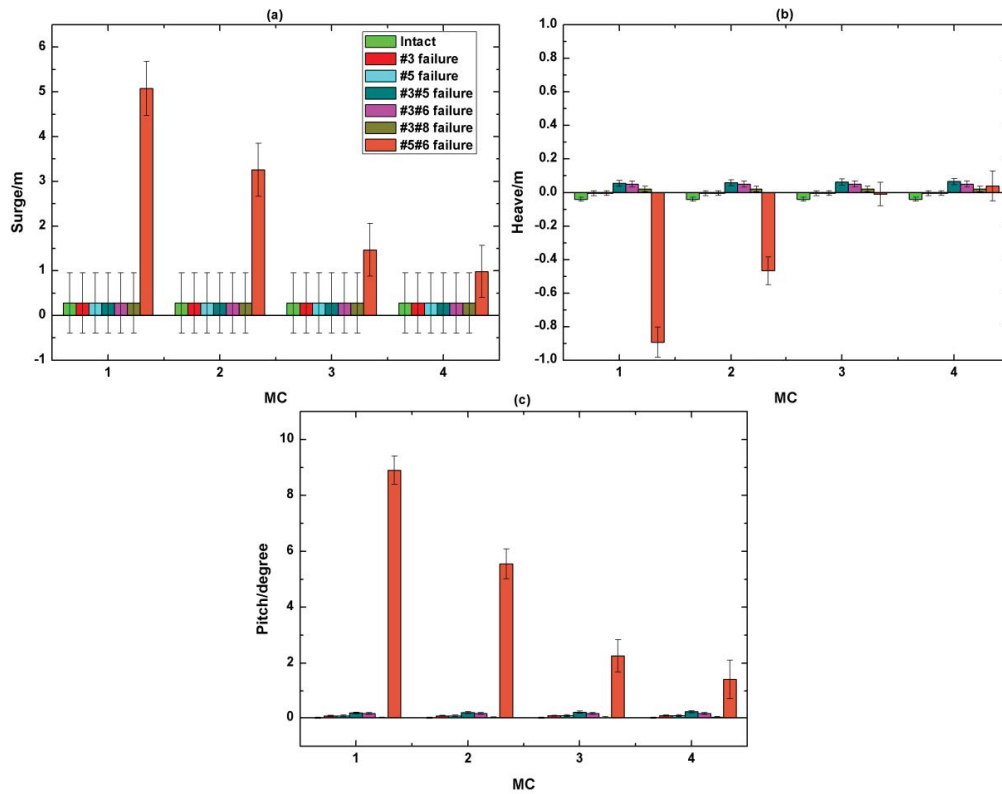 (a)
6
5
4
3
2
1
0
-1
Surge/m
Intact
#3 failure
#5 failure
#3#5 failure
#3#6 failure
#3#8 failure
#5#6 failure
1 2 3 4
MC
(b)
1.0
0.8
0.6
0.4
0.2
0.0
-0.2
-0.4
-0.6
-0.8
-1.0
Heave/m
1 2 3 4
MC
(c)
10
8
6
4
2
0
Pitch/degree
1 2 3 4
MC